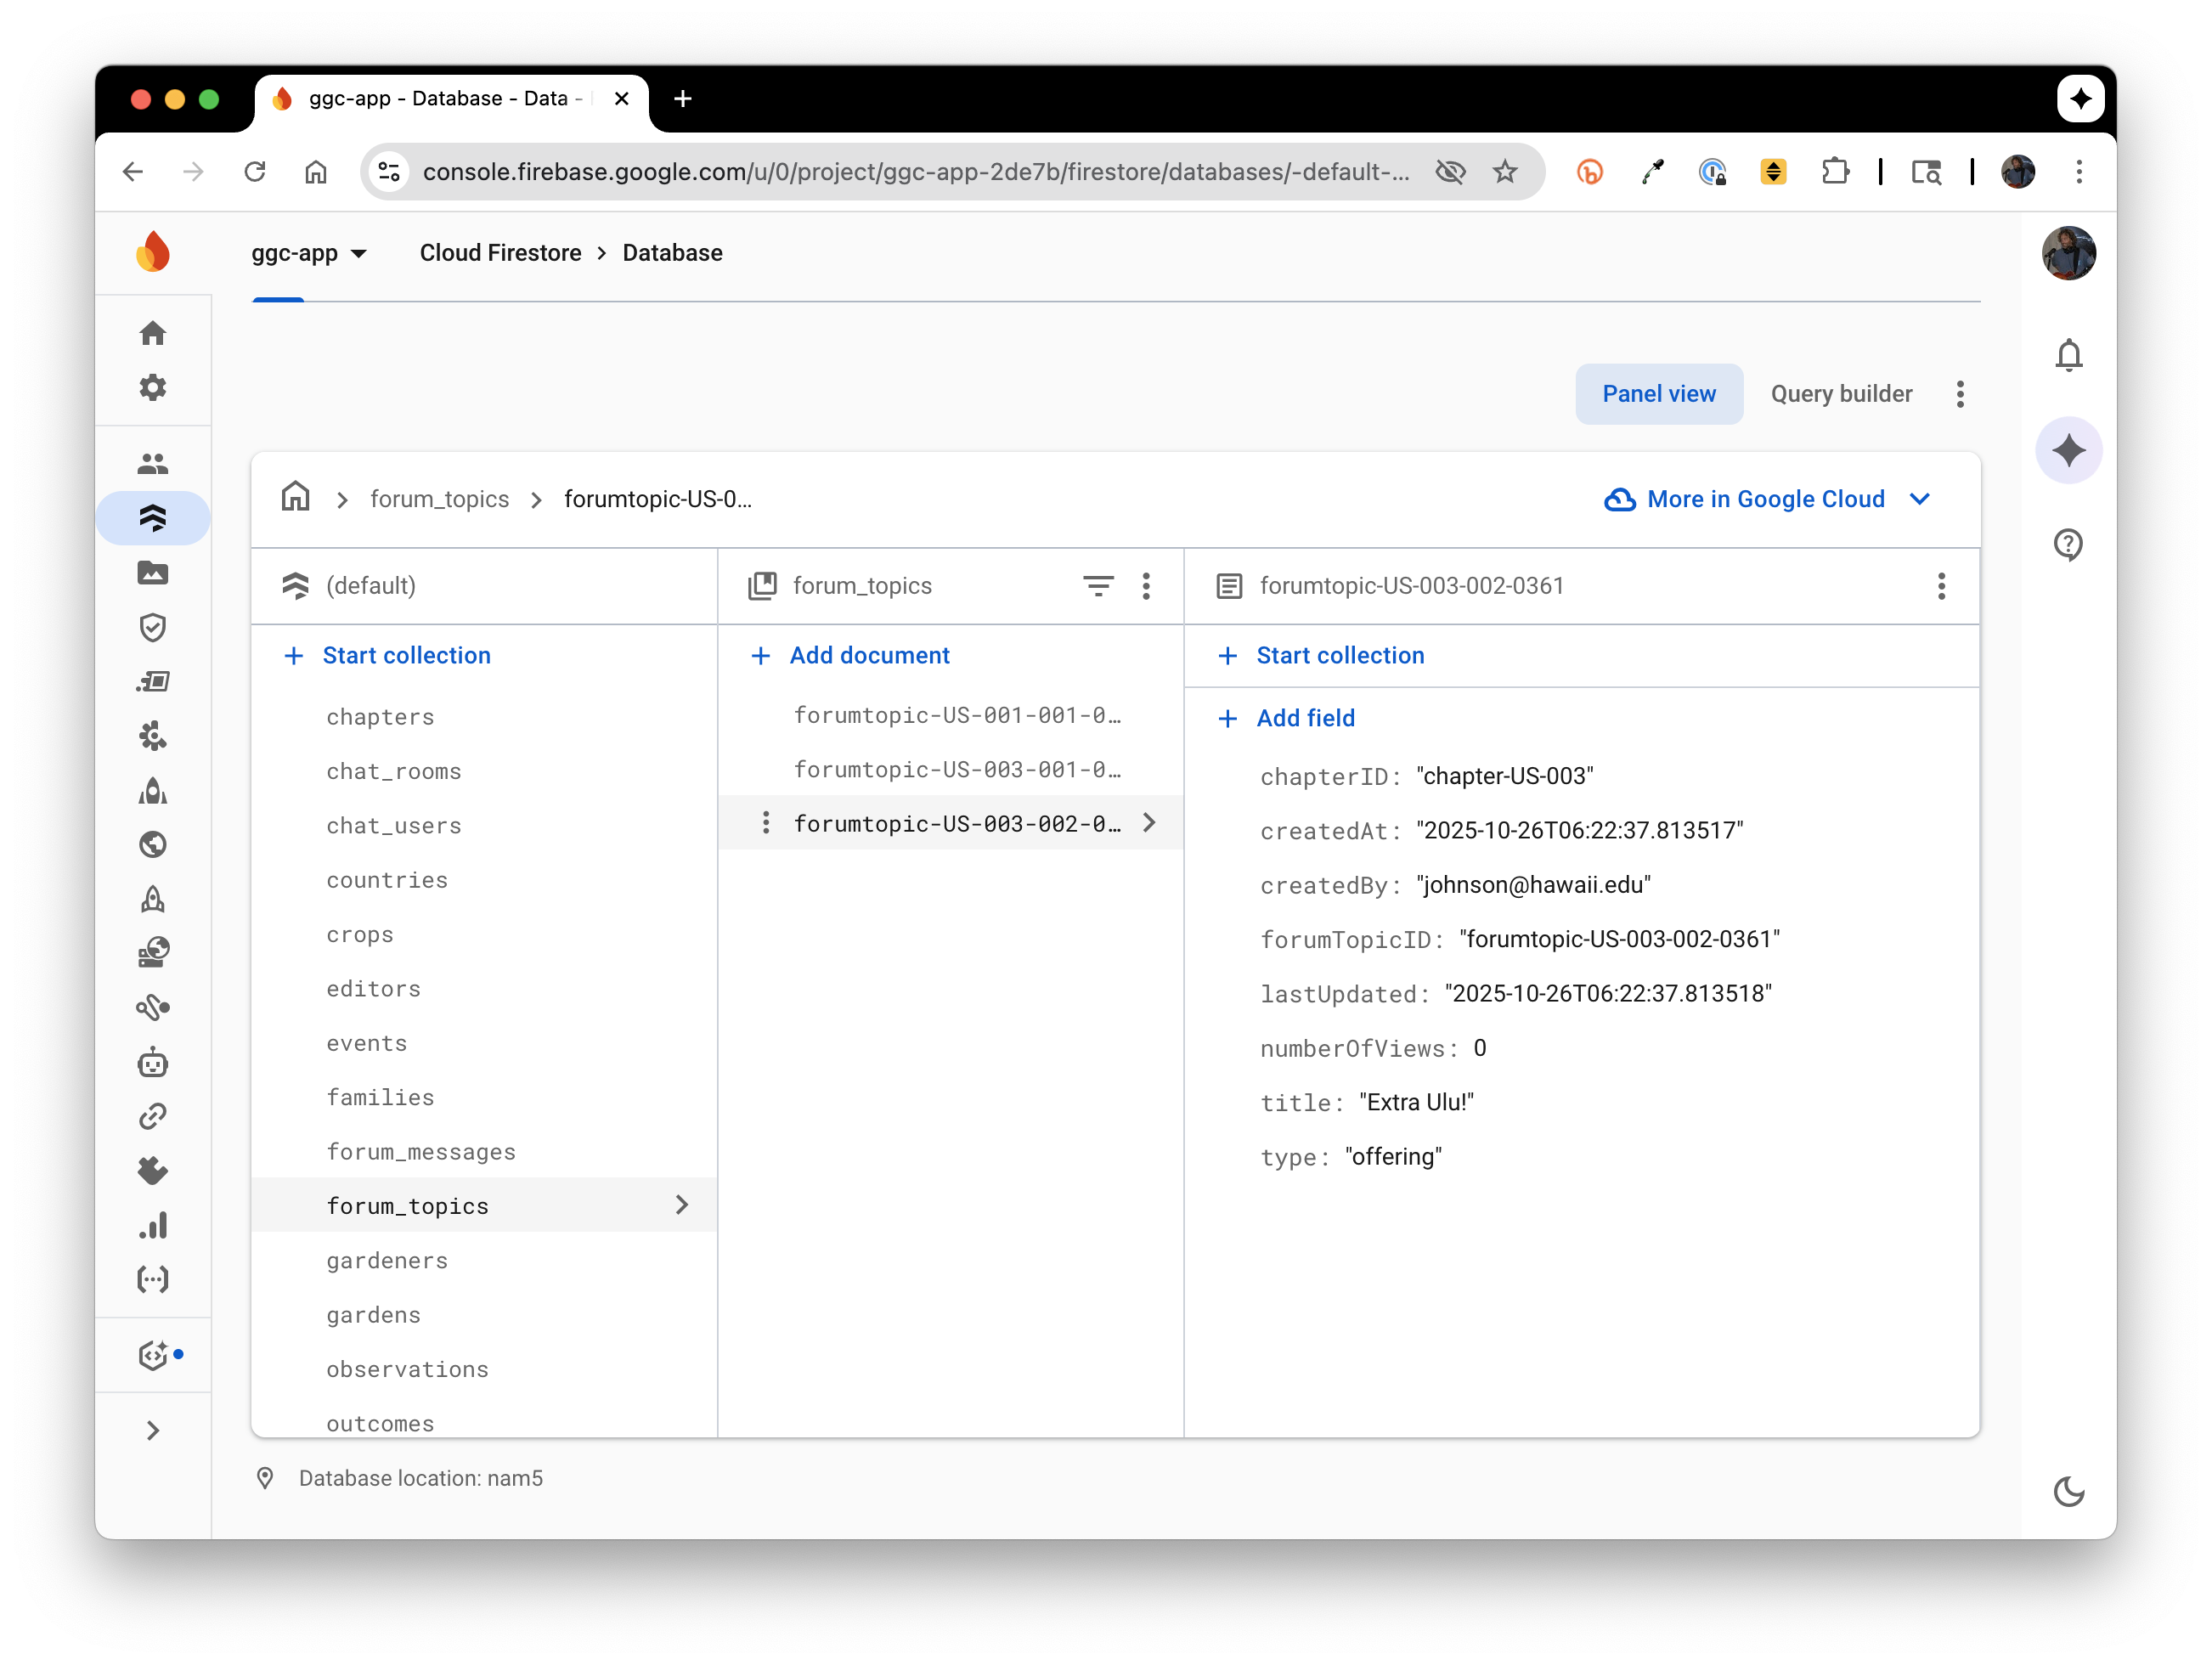 ggc-app - Database - Data -
console.firebase.google.com/u/0/project/ggc-app-2de7b/firestore/databases/-default-...
ggc-app
Cloud Firestore > Database
Panel view
Query builder
forum_topics
forumtopic-US-0...
More in Google Cloud
(default)
Start collection
chapters
chat_rooms
chat_users
countries
crops
editors
events
families
forum_messages
forum_topics
gardeners
gardens
observations
outcomes
forum_topics
Add document
forumtopic-US-001-001-0...
forumtopic-US-003-001-0...
forumtopic-US-003-002-0...
forumtopic-US-003-002-0361
Start collection
Add field
chapterID: "chapter-US-003"
createdAt: "2025-10-26T06:22:37.813517"
createdBy: "johnson@hawaii.edu"
forumTopicID: "forumtopic-US-003-002-0361"
lastUpdated: "2025-10-26T06:22:37.813518"
numberOfViews: 0
title: "Extra Ulu!"
type: "offering"
Database location: nam5